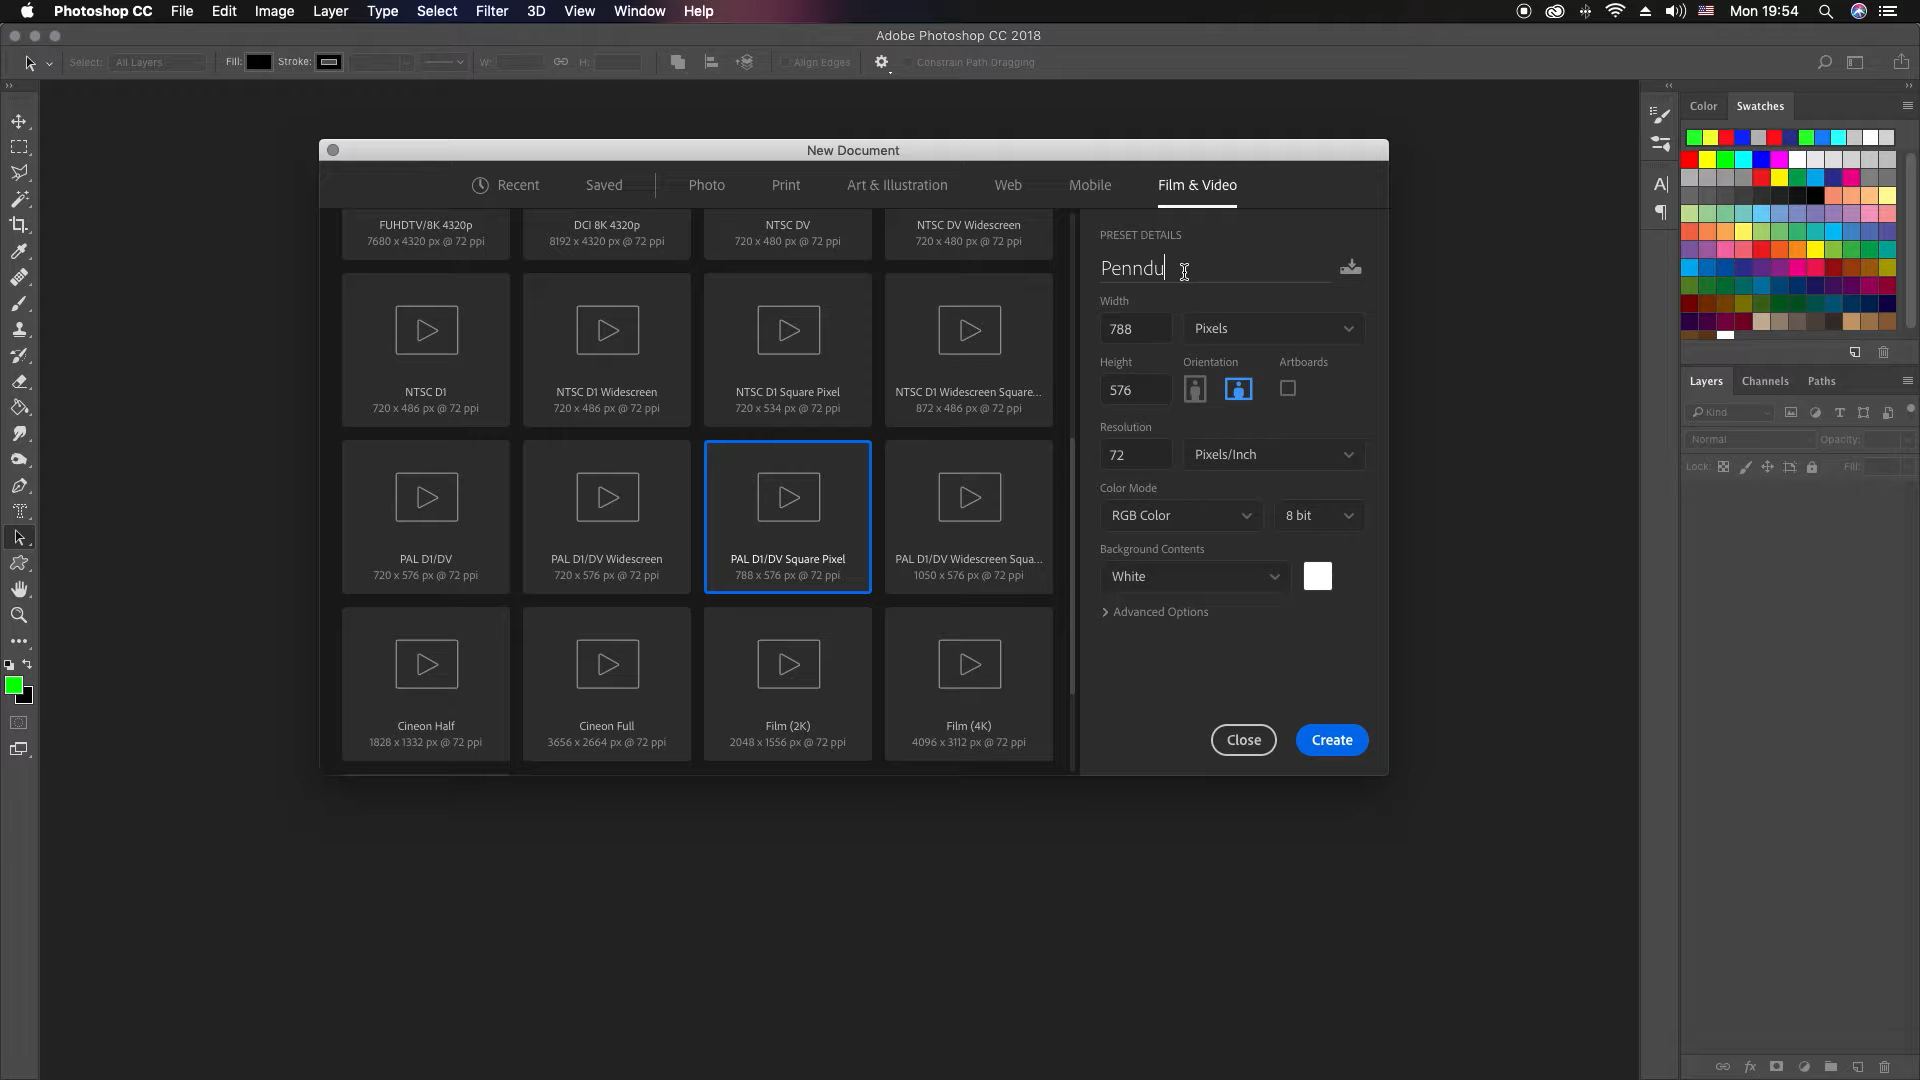 Photoshop CC File Edit Image Layer Type Select Filter 3D View Window Help Mon 19:54
Adobe Photoshop CC 2018
Select: All Layers Fill: Stroke: W: H: Align Edges Constrain Path Dragging
Color Swatches
New Document
Recent Saved Photo Print Art & Illustration Web Mobile Film & Video
FUHDTV/8K 4320p DCI 8K 4320p NTSC DV NTSC DV Widescreen
7680 x 4320 px @ 72 ppi 8192 x 4320 px @ 72 ppi 720 x 480 px @ 72 ppi 720 x 480 px @ 72 ppi
NTSC D1 NTSC D1 Widescreen NTSC D1 Square Pixel NTSC D1 Widescreen Square...
720 x 486 px @ 72 ppi 720 x 486 px @ 72 ppi 720 x 534 px @ 72 ppi 872 x 486 px @ 72 ppi
PAL D1/DV PAL D1/DV Widescreen PAL D1/DV Square Pixel PAL D1/DV Widescreen Squa...
720 x 576 px @ 72 ppi 720 x 576 px @ 72 ppi 788 x 576 px @ 72 ppi 1050 x 576 px @ 72 ppi
Cineon Half Cineon Full Film (2K) Film (4K)
1828 x 1332 px @ 72 ppi 3656 x 2664 px @ 72 ppi 2048 x 1556 px @ 72 ppi 4096 x 3112 px @ 72 ppi
PRESET DETAILS
Penndu
Width
788 Pixels
Height Orientation Artboards
576
Resolution
72 Pixels/Inch
Color Mode
RGB Color 8 bit
Background Contents
White
Advanced Options
Close Create
Layers Channels Paths
Kind
Normal Opacity:
Lock: Fill: